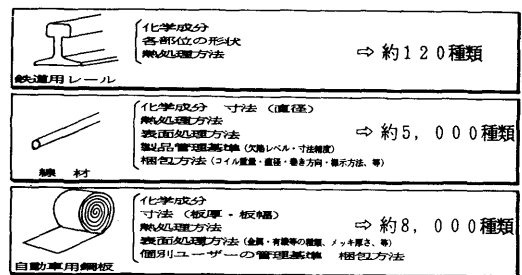 化学成分
各部位の形状
熱処理方法
⇨ 約120種類
鉄道用レール
化学成分 寸法(直径)
熱処理方法
表面処理方法
製品管理基準(欠陥レベル・寸法精度)
梱包方法(コイル重量・直径・巻き方向・標示方法、等)
⇨ 約5,000種類
線材
化学成分
寸法(板厚・板幅)
熱処理方法
表面処理方法(金属・有機等の種類、メッキ厚さ、等)
個別ユーザーの管理基準 梱包方法
⇨ 約8,000種類
自動車用鋼板